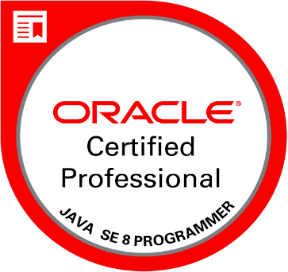 ORACLE®
Certified
Professional
JAVA SE 8 PROGRAMMER